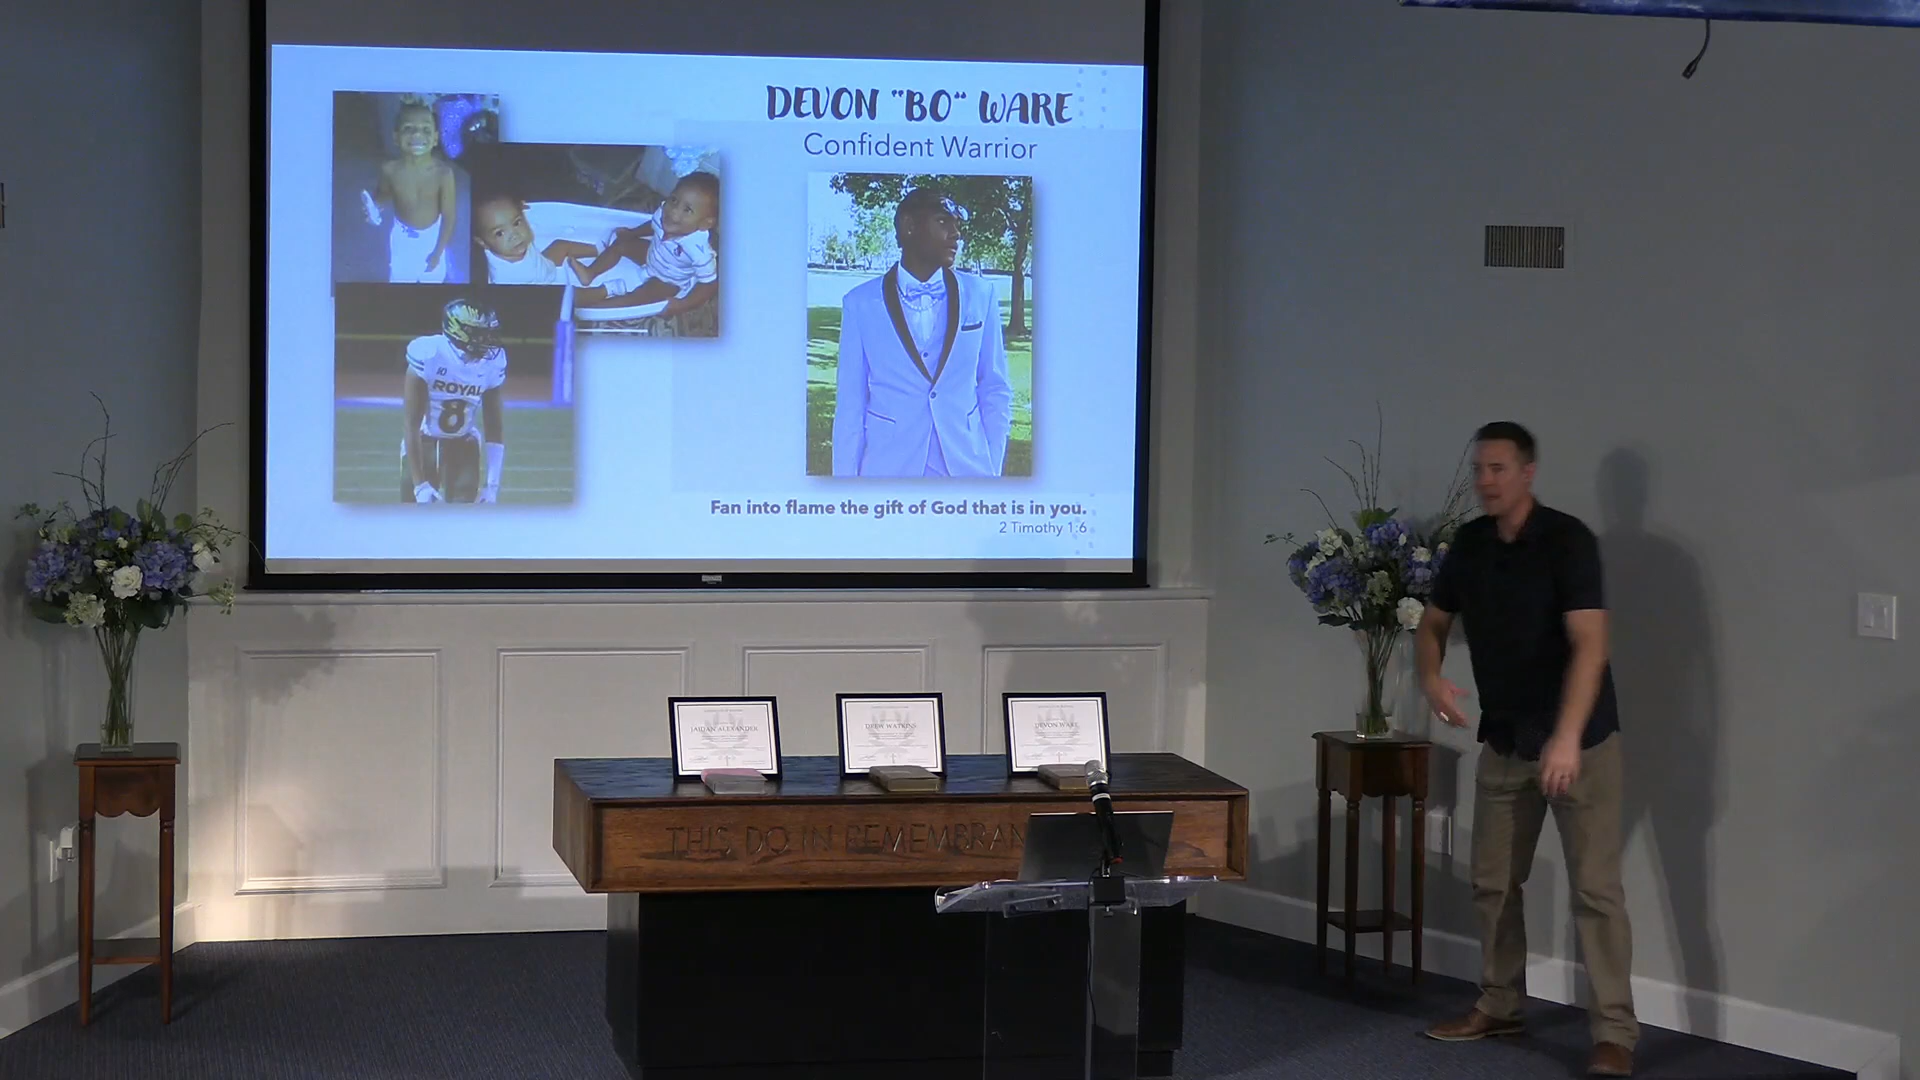 DEVON "BO" WARE
Confident Warrior
ROYAL
8
Fan into flame the gift of God that is in you.
2 Timothy 1:6
JAIDAN ALEXANDER
DREW WATKINS
DEVON WARE
THIS DO IN REMEMBRAN